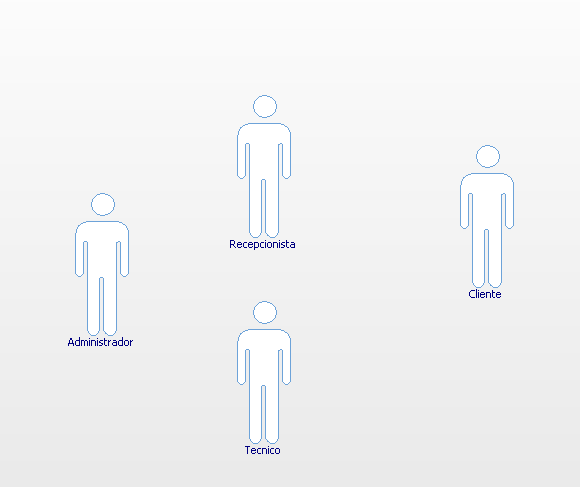 Recepcionista
Cliente
Administrador
Tecnico